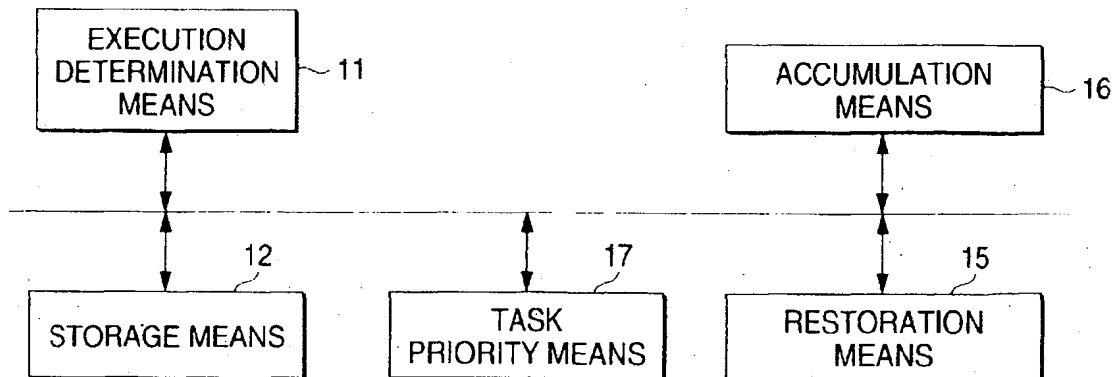 EXECUTION
DETERMINATION
MEANS
11
ACCUMULATION
MEANS
16
12
STORAGE MEANS
17
TASK
PRIORITY MEANS
15
RESTORATION
MEANS